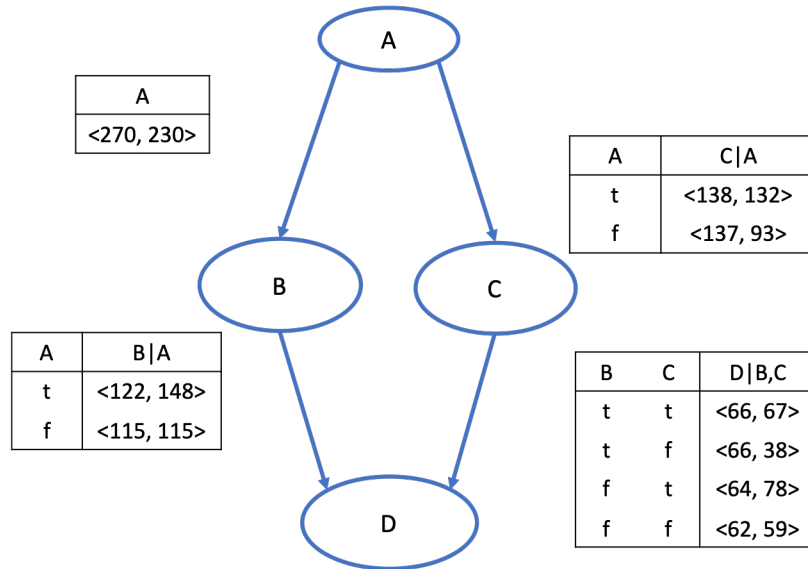 A
A
<270, 230>
A C|A
t <138, 132>
f <137, 93>
B
C
A B|A
t <122, 148>
f <115, 115>
B C D|B,C
t t <66, 67>
t f <66, 38>
f t <64, 78>
f f <62, 59>
D